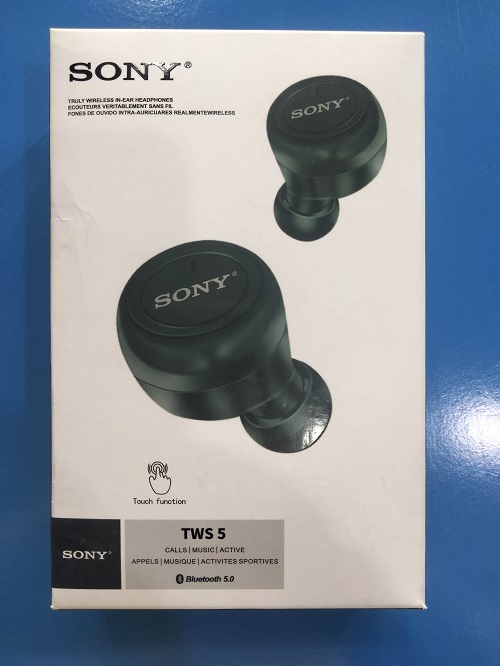 SONY®
TRULY WIRELESS IN-EAR HEADPHONES
ECOUTEURS VERITABLEMENT SANS FIL
FONES DE OUVIDO INTRA-AURICUARES REALMENTEWIRELESS
SONY®
SONY®
Touch function
SONY®
TWS 5
CALLS | MUSIC | ACTIVE
APPELS | MUSIQUE | ACTIVITES SPORTIVES
Bluetooth 5.0